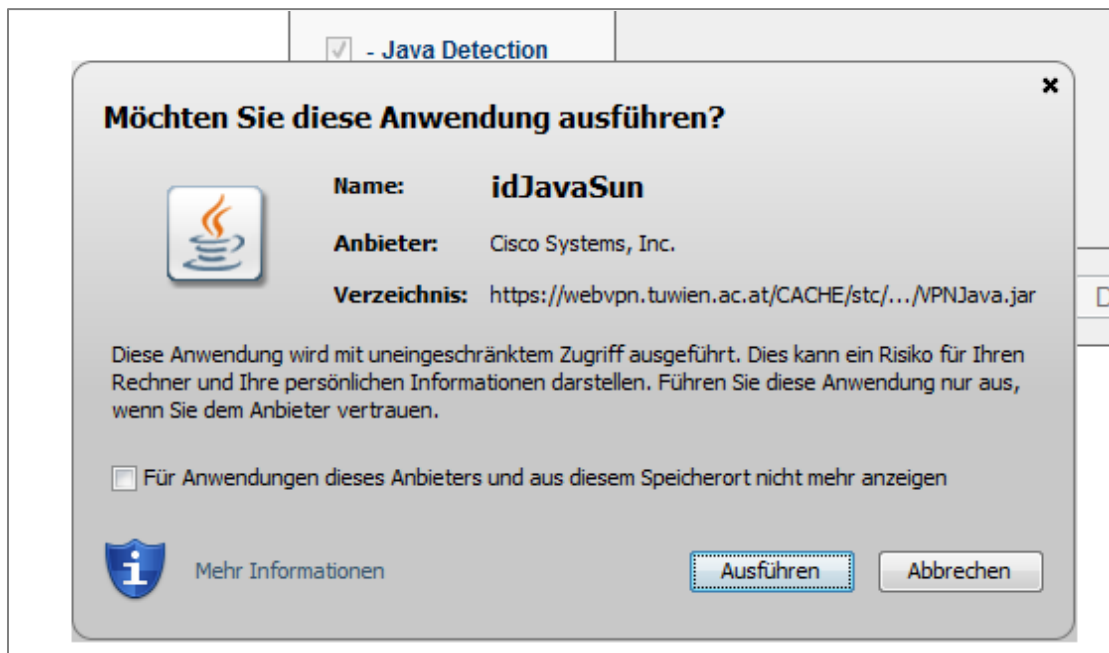 - Java Detection
Möchten Sie diese Anwendung ausführen?
Name: idJavaSun
Anbieter: Cisco Systems, Inc.
Verzeichnis: https://webvpn.tuwien.ac.at/CACHE/stc/.../VPNJava.jar
Diese Anwendung wird mit uneingeschränktem Zugriff ausgeführt. Dies kann ein Risiko für Ihren
Rechner und Ihre persönlichen Informationen darstellen. Führen Sie diese Anwendung nur aus,
wenn Sie dem Anbieter vertrauen.
Für Anwendungen dieses Anbieters und aus diesem Speicherort nicht mehr anzeigen
Mehr Informationen
Ausführen Abbrechen